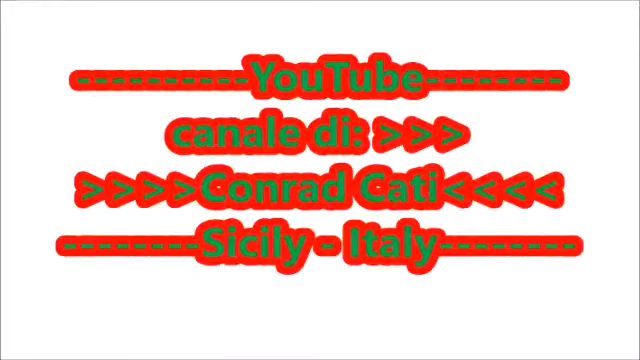 ----------YouTube--------
canale di: >>>
>>>>Conrad Cati<<<<
--------Sicily - Italy--------